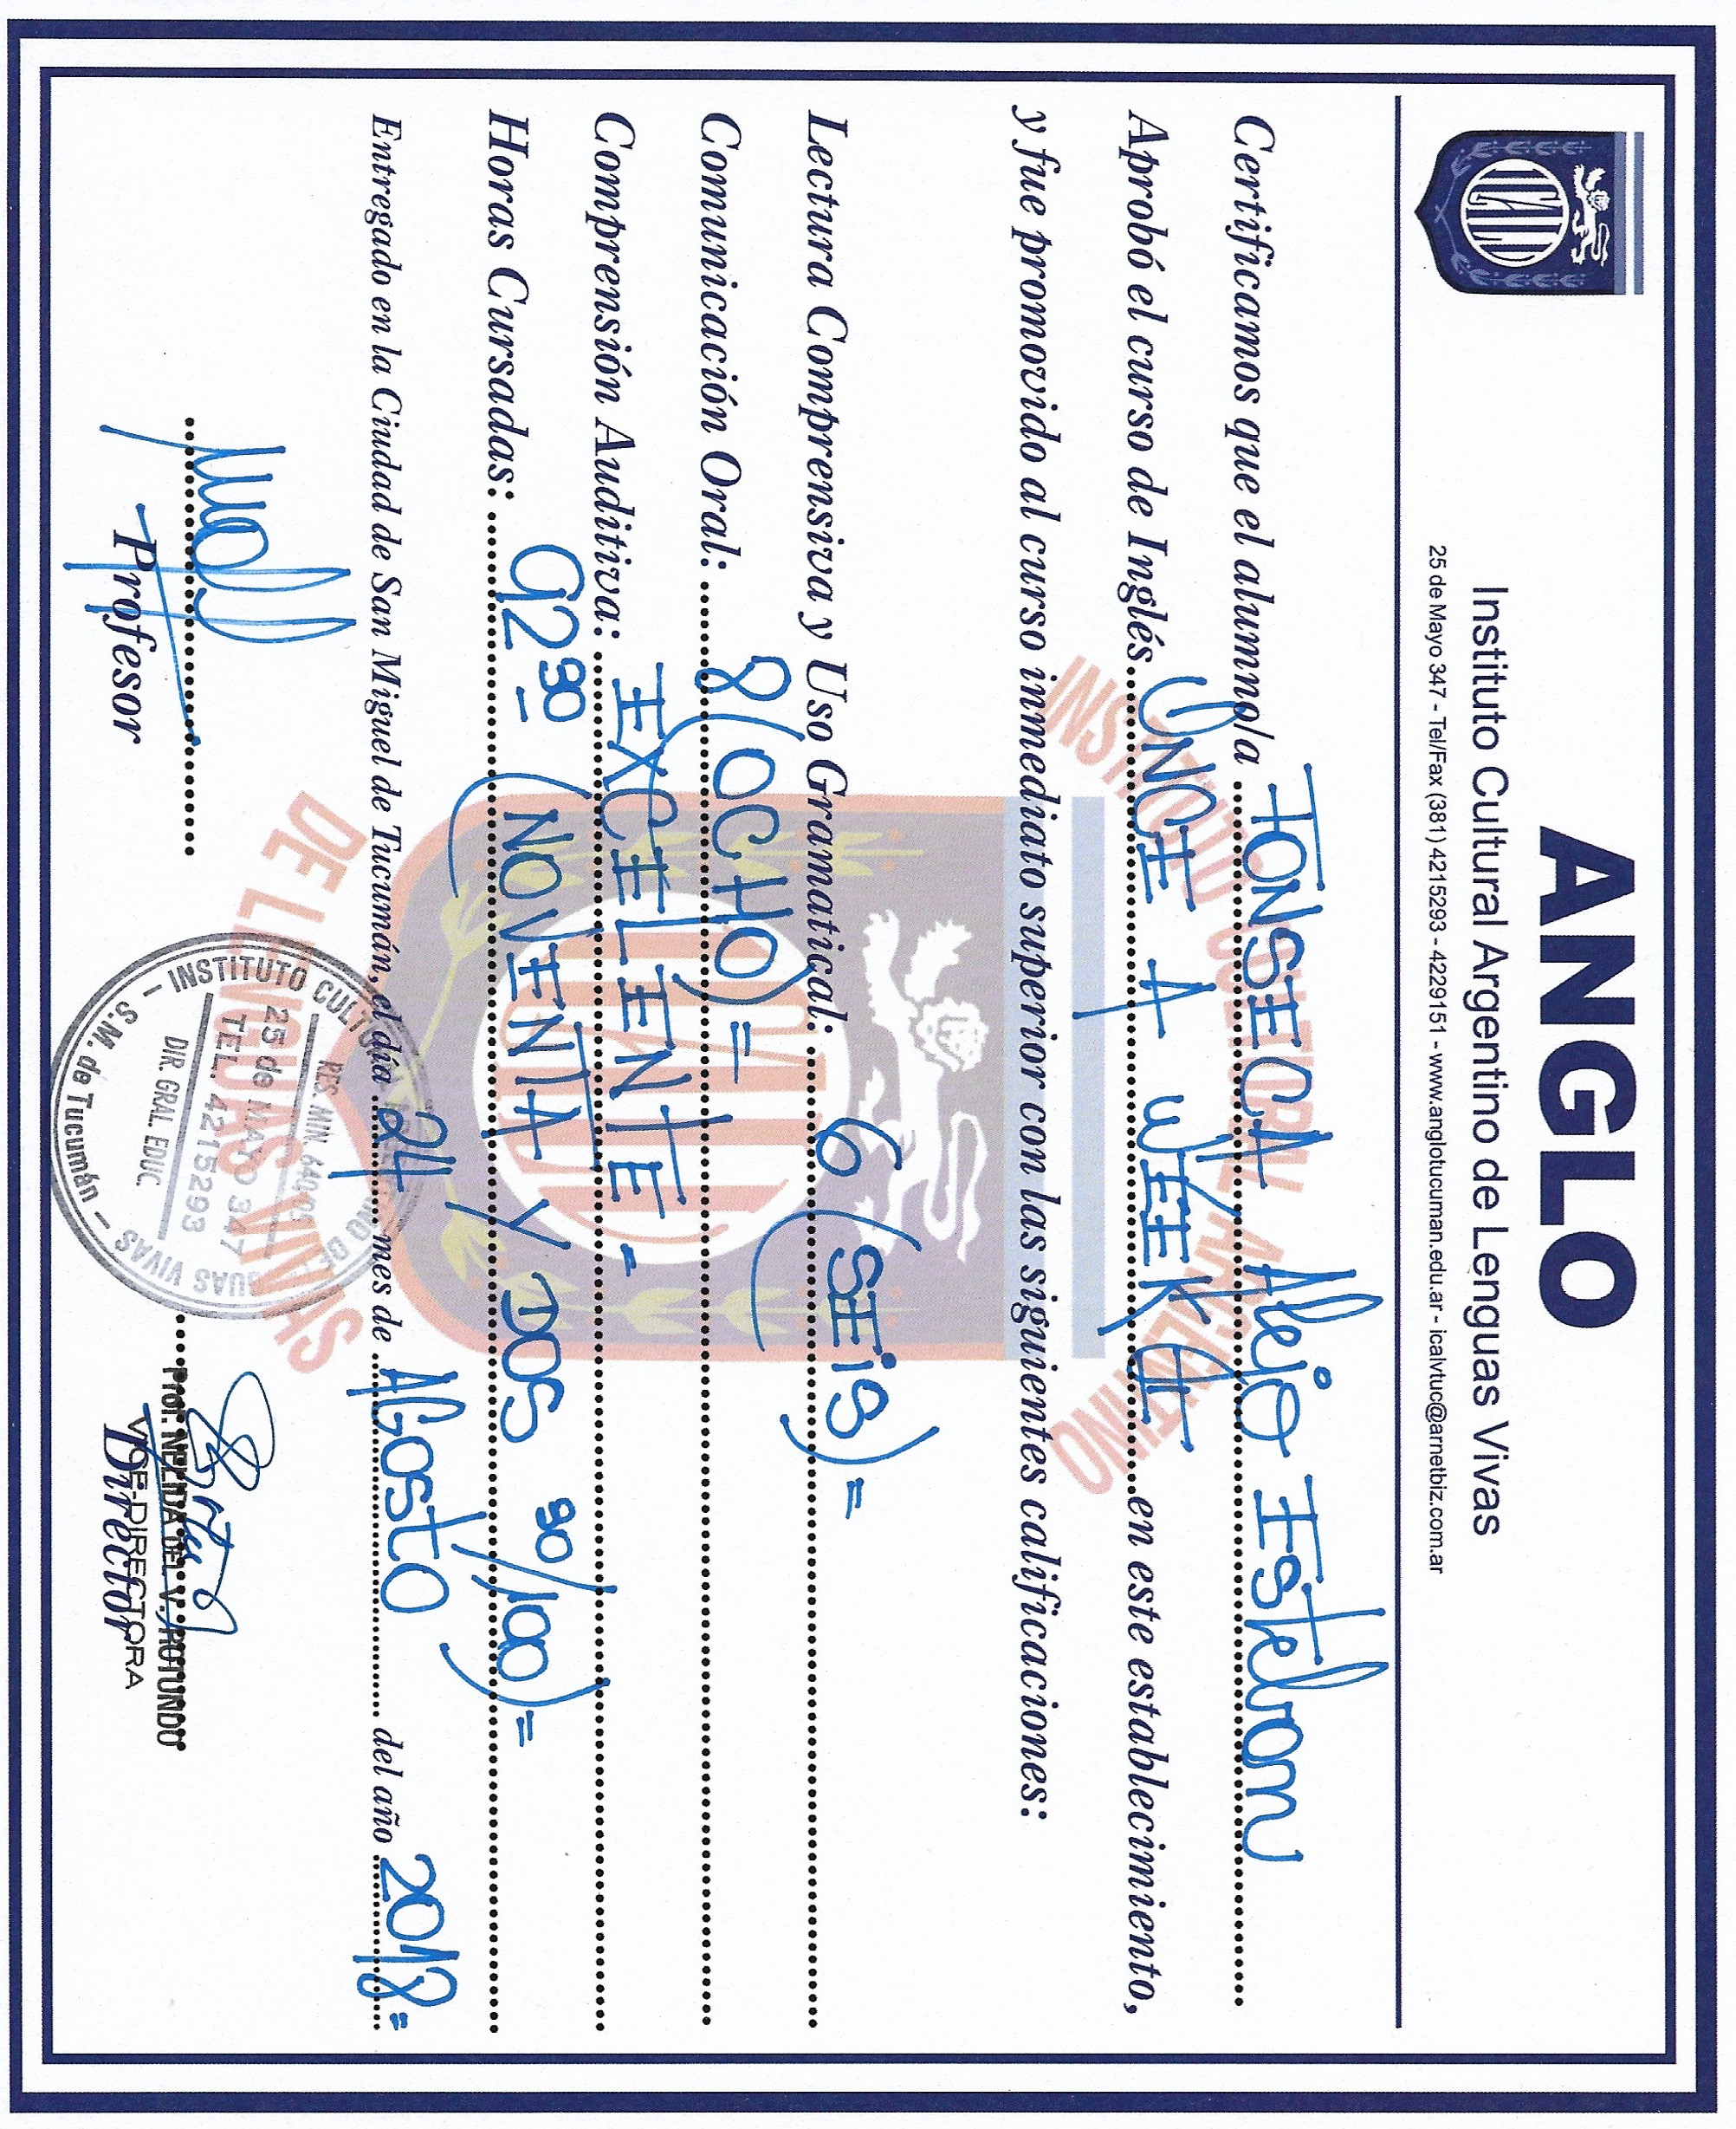 ANGLO
Instituto Cultural Argentino de Lenguas Vivas
25 de Mayo 347 - Tel/Fax (381) 4215293 - 4229151 - www.anglotucuman.edu.ar - icalvtuc@arnetbiz.com.ar
Certificamos que el alumno/a FONSECA Alejo Esteban
Aprobó el curso de Inglés ONCE A WEEK en este establecimiento,
y fue promovido al curso inmediato superior con las siguientes calificaciones:
Lectura Comprensiva y Uso Gramatical: 6 (SEiS)=
Comunicación Oral: 8 (OCHO)=
Comprensión Auditiva: EXCELENTE -
Horas Cursadas: 92 30 (NOVENTA Y DOS 30/100)=
Entregado en la Ciudad de San Miguel de Tucumán, el día 24 mes de AGosto del año 2018=
INSTITUTO CULTURAL ARGENTINO
DE LENGUAS VIVAS
RES. MIN. 640/05
25 de MAYO 347
TEL. 4215293
DIR. GRAL. EDUC.
INSTITUTO CULTURAL ARGENTINO DE LENGUAS VIVAS
S.M. de Tucumán
Profesor
Prof. NELIDA DEL V. ROTUNDO
VICE-DIRECTORA
Director